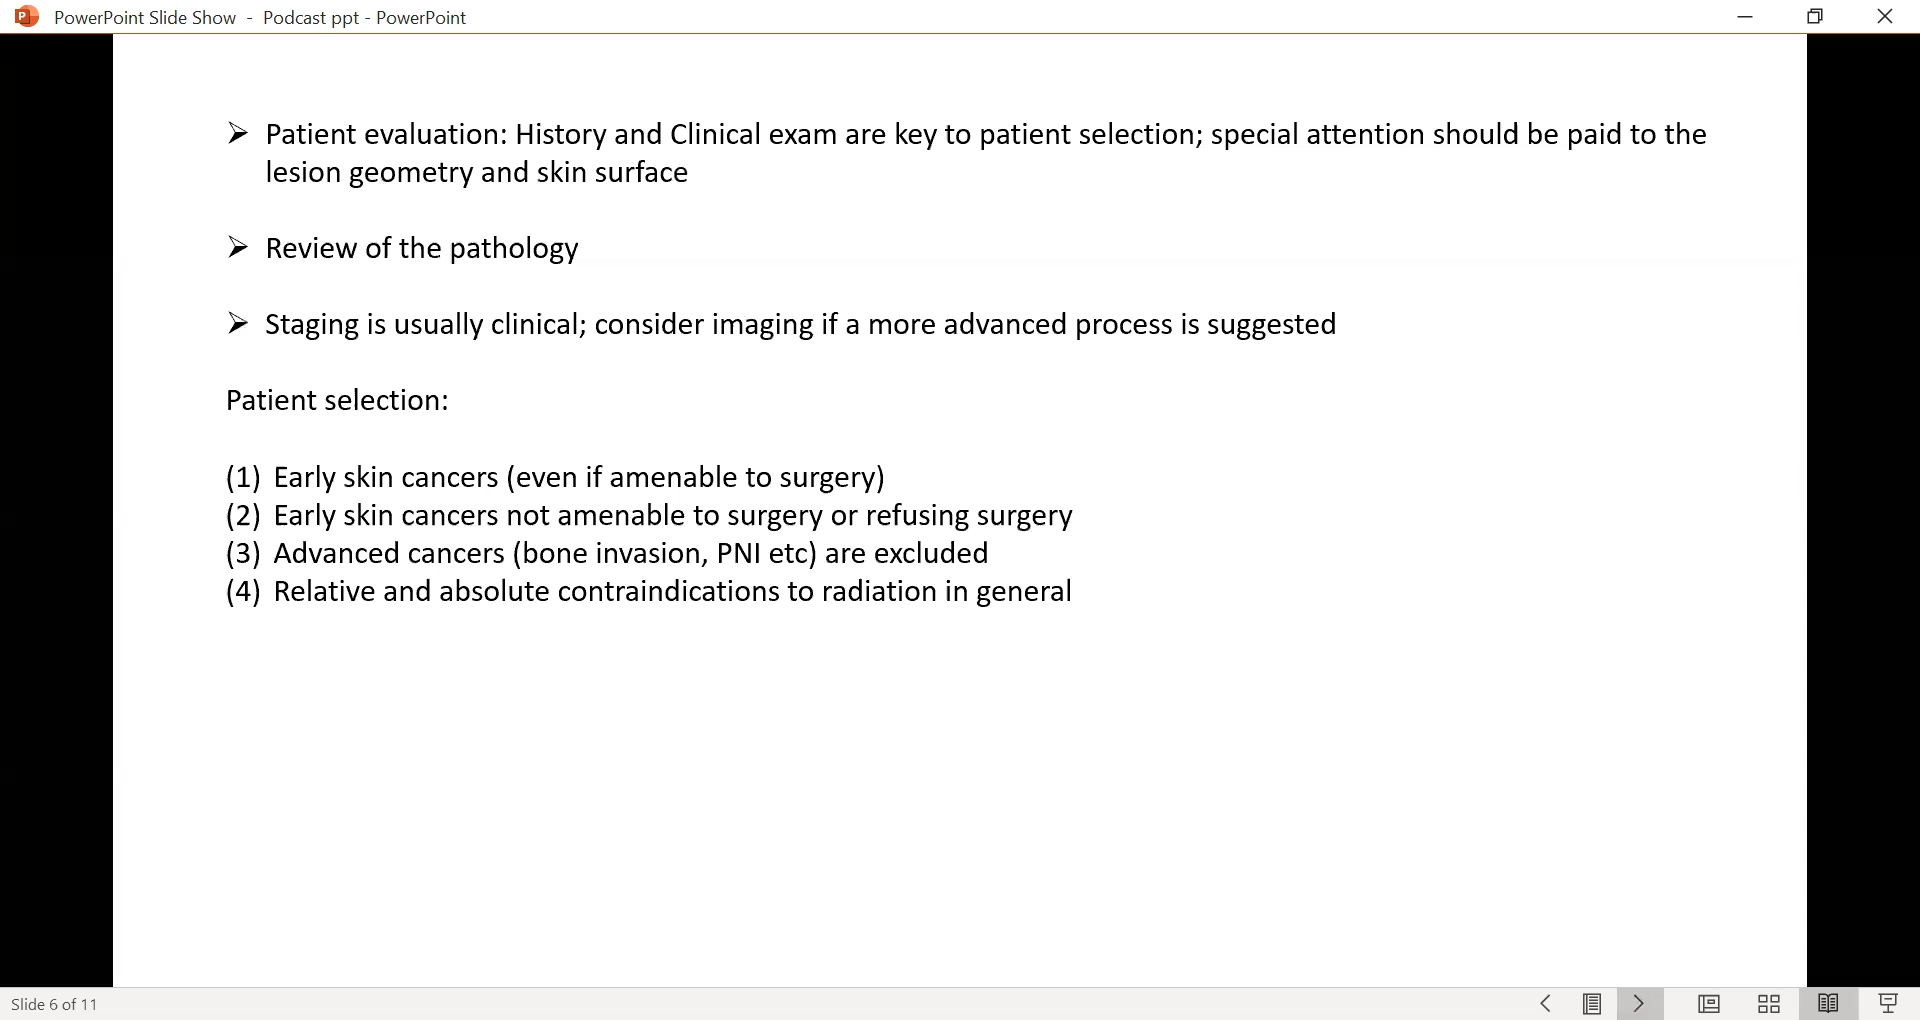 PowerPoint Slide Show - Podcast ppt - PowerPoint
➢ Patient evaluation: History and Clinical exam are key to patient selection; special attention should be paid to the
lesion geometry and skin surface
➢ Review of the pathology
➢ Staging is usually clinical; consider imaging if a more advanced process is suggested
Patient selection:
(1) Early skin cancers (even if amenable to surgery)
(2) Early skin cancers not amenable to surgery or refusing surgery
(3) Advanced cancers (bone invasion, PNI etc) are excluded
(4) Relative and absolute contraindications to radiation in general
Slide 6 of 11